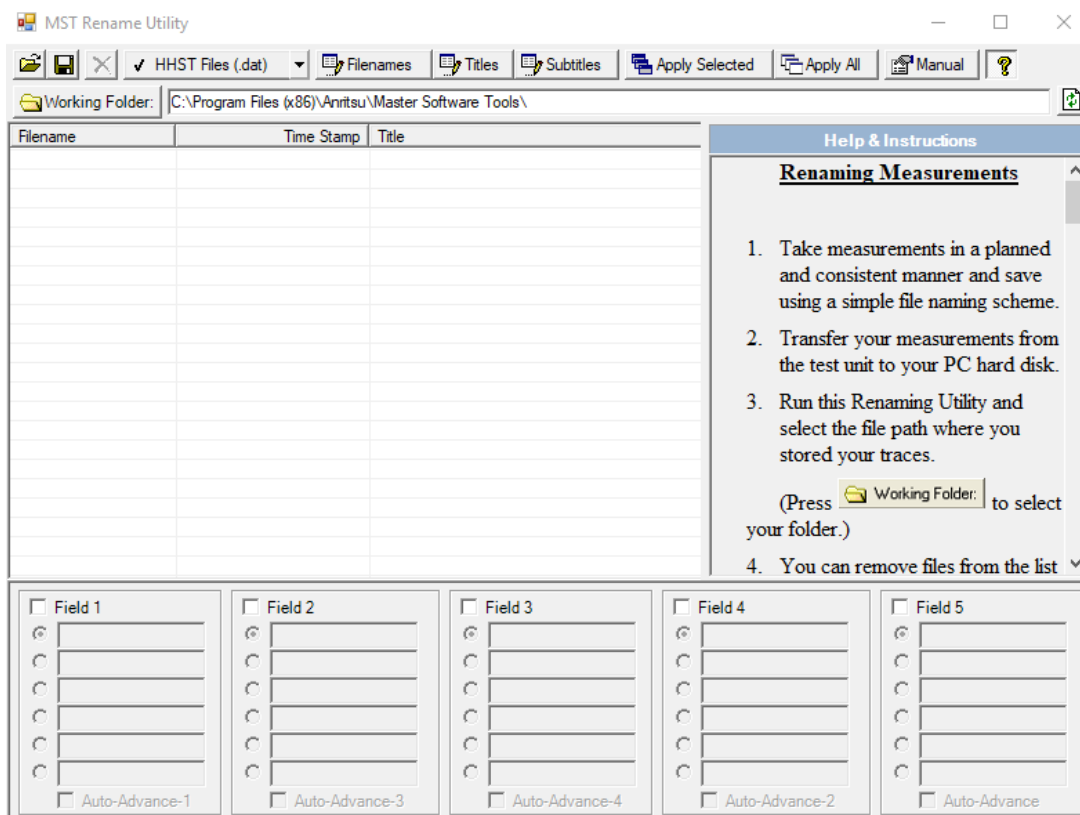 MST Rename Utility
HHST Files (.dat) Filenames Titles Subtitles Apply Selected Apply All Manual
Working Folder: C:\Program Files (x86)\Anritsu\Master Software Tools\
Filename Time Stamp Title
Help & Instructions
Renaming Measurements
1. Take measurements in a planned
and consistent manner and save
using a simple file naming scheme.
2. Transfer your measurements from
the test unit to your PC hard disk.
3. Run this Renaming Utility and
select the file path where you
stored your traces.
(Press Working Folder: to select
your folder.)
4. You can remove files from the list
Field 1 Field 2 Field 3 Field 4 Field 5
Auto-Advance-1 Auto-Advance-3 Auto-Advance-4 Auto-Advance-2 Auto-Advance